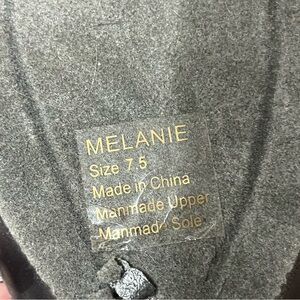 MELANIE
Size 7.5
Made in China
Manmade Upper
Manmade Sole